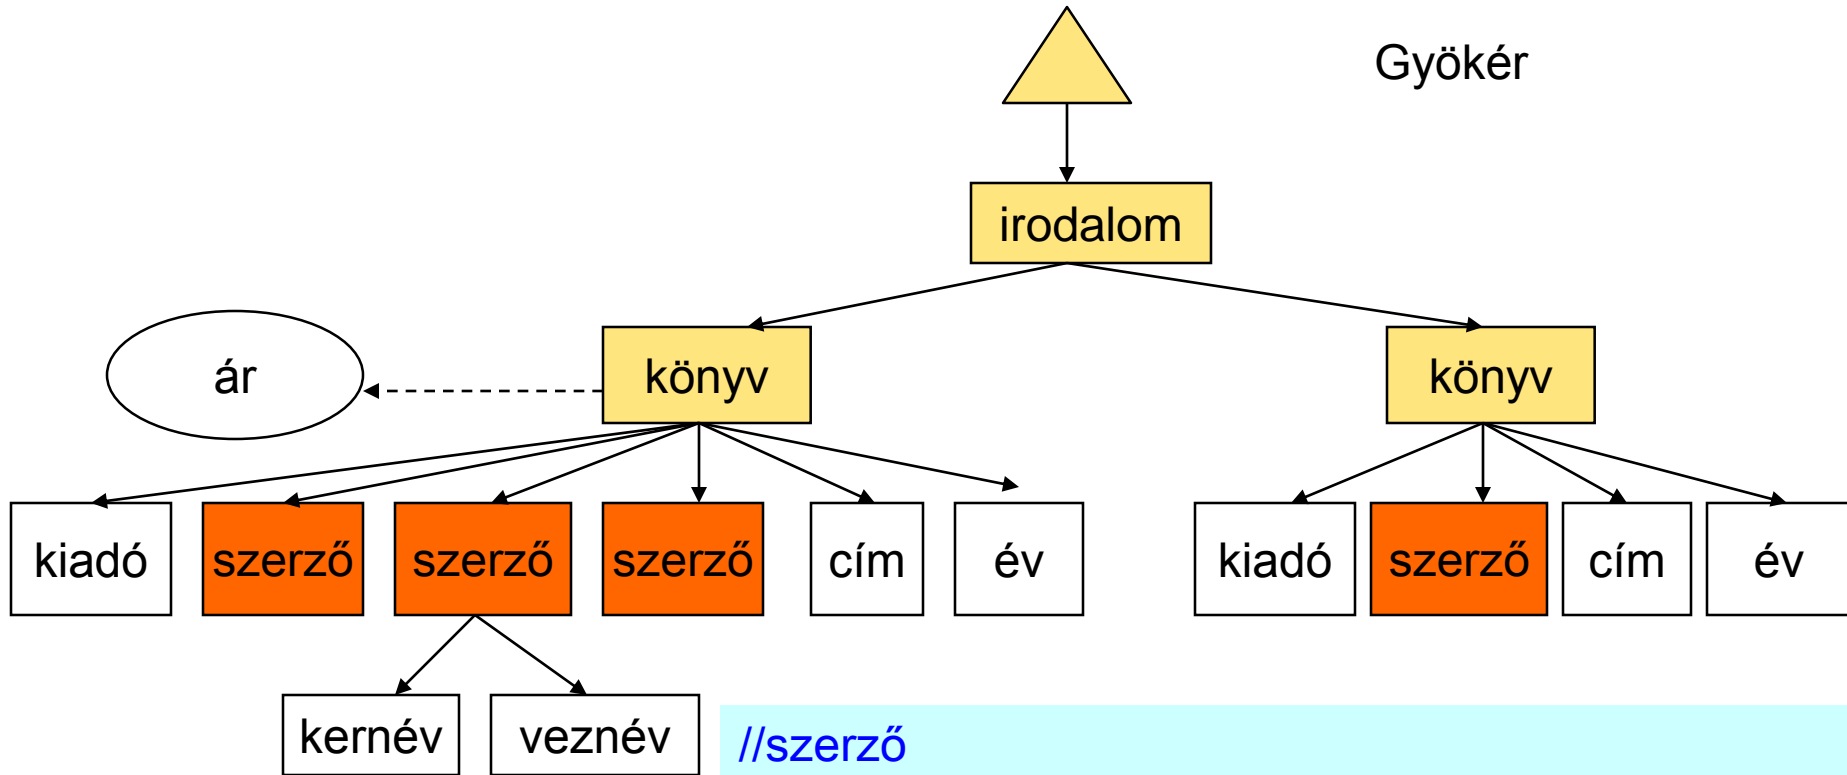 Gyökér
irodalom
ár
könyv
könyv
kiadó
szerző
szerző
szerző
cím
év
kiadó
szerző
cím
év
kernév
veznév
//szerző